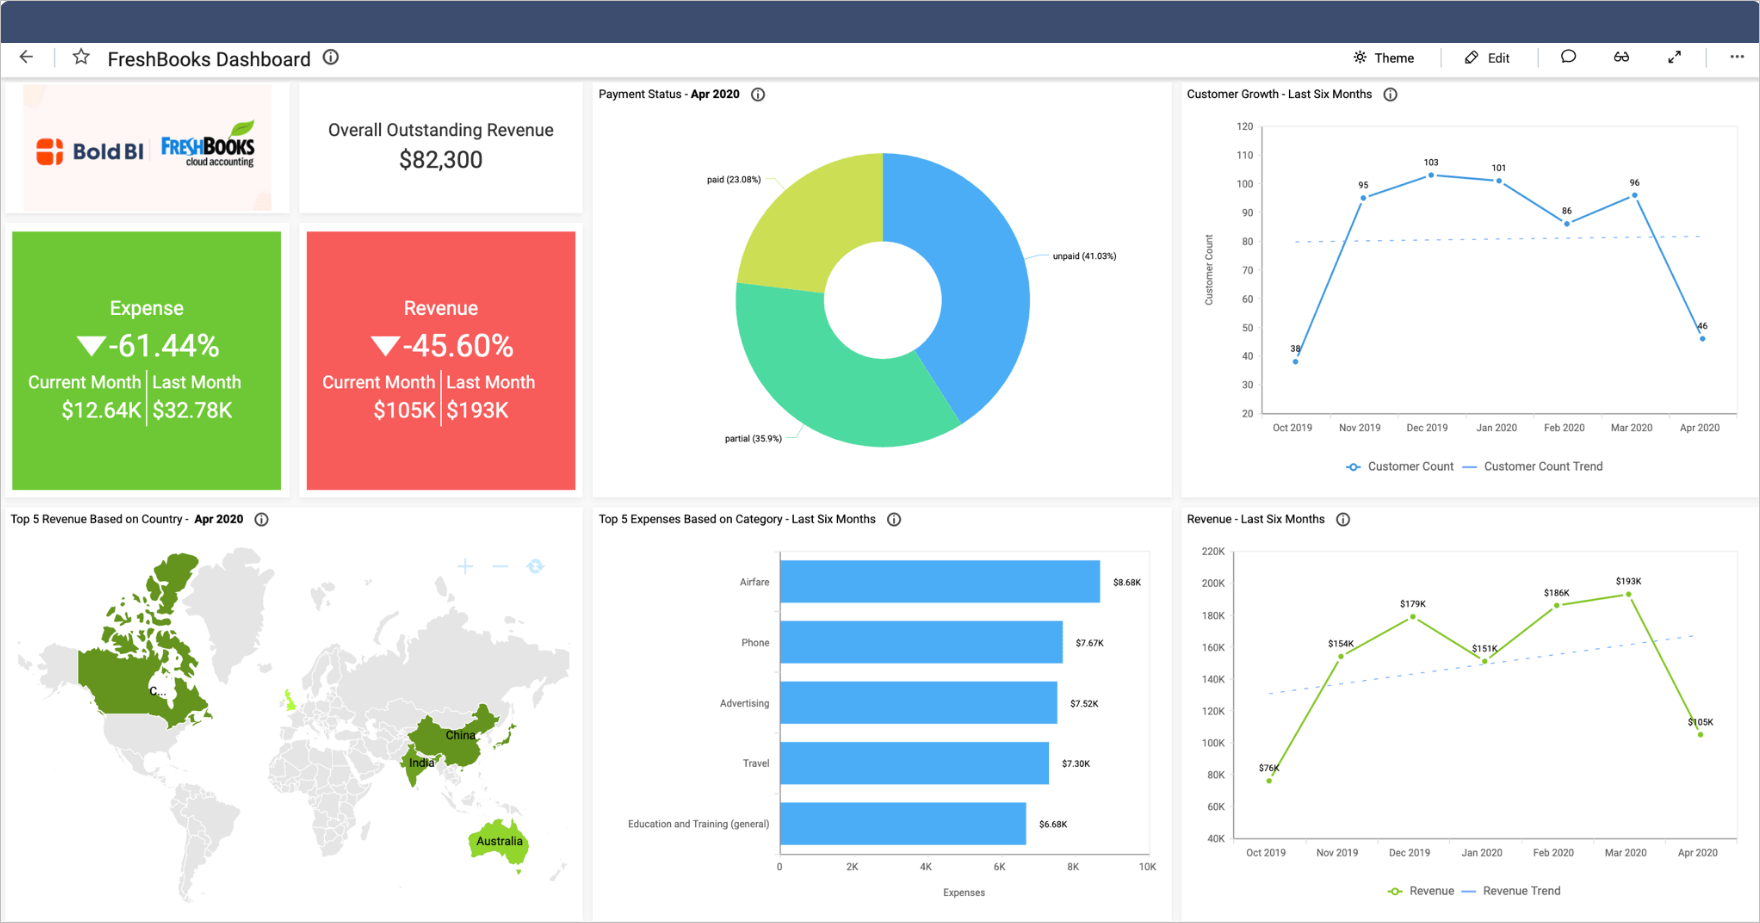 FreshBooks Dashboard
Theme
Edit
Bold BI
FRESHBOOKS
cloud accounting
Overall Outstanding Revenue
$82,300
Expense
-61.44%
Current Month Last Month
$12.64K $32.78K
Revenue
-45.60%
Current Month Last Month
$105K $193K
Payment Status - Apr 2020
paid (23.08%)
unpaid (41.03%)
partial (35.9%)
Customer Growth - Last Six Months
Customer Count
120
110
100
90
80
70
60
50
40
30
20
38
95
103
101
86
96
46
Oct 2019 Nov 2019 Dec 2019 Jan 2020 Feb 2020 Mar 2020 Apr 2020
Customer Count Customer Count Trend
Top 5 Revenue Based on Country - Apr 2020
C...
China
India
Australia
Top 5 Expenses Based on Category - Last Six Months
Airfare $8.68K
Phone $7.67K
Advertising $7.52K
Travel $7.30K
Education and Training (general) $6.68K
0 2K 4K 6K 8K 10K
Expenses
Revenue - Last Six Months
220K
200K
180K
160K
140K
120K
100K
80K
60K
40K
$76K
$154K
$179K
$151K
$186K
$193K
$105K
Oct 2019 Nov 2019 Dec 2019 Jan 2020 Feb 2020 Mar 2020 Apr 2020
Revenue Revenue Trend